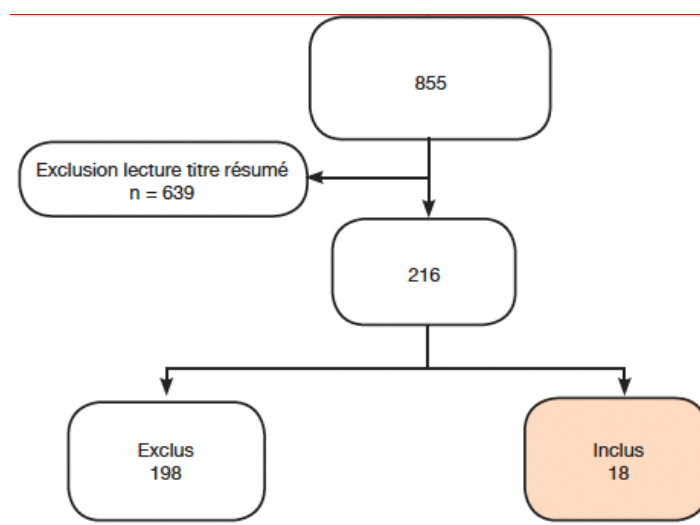 855
Exclusion lecture titre résumé
n = 639
216
Exclus
198
Inclus
18